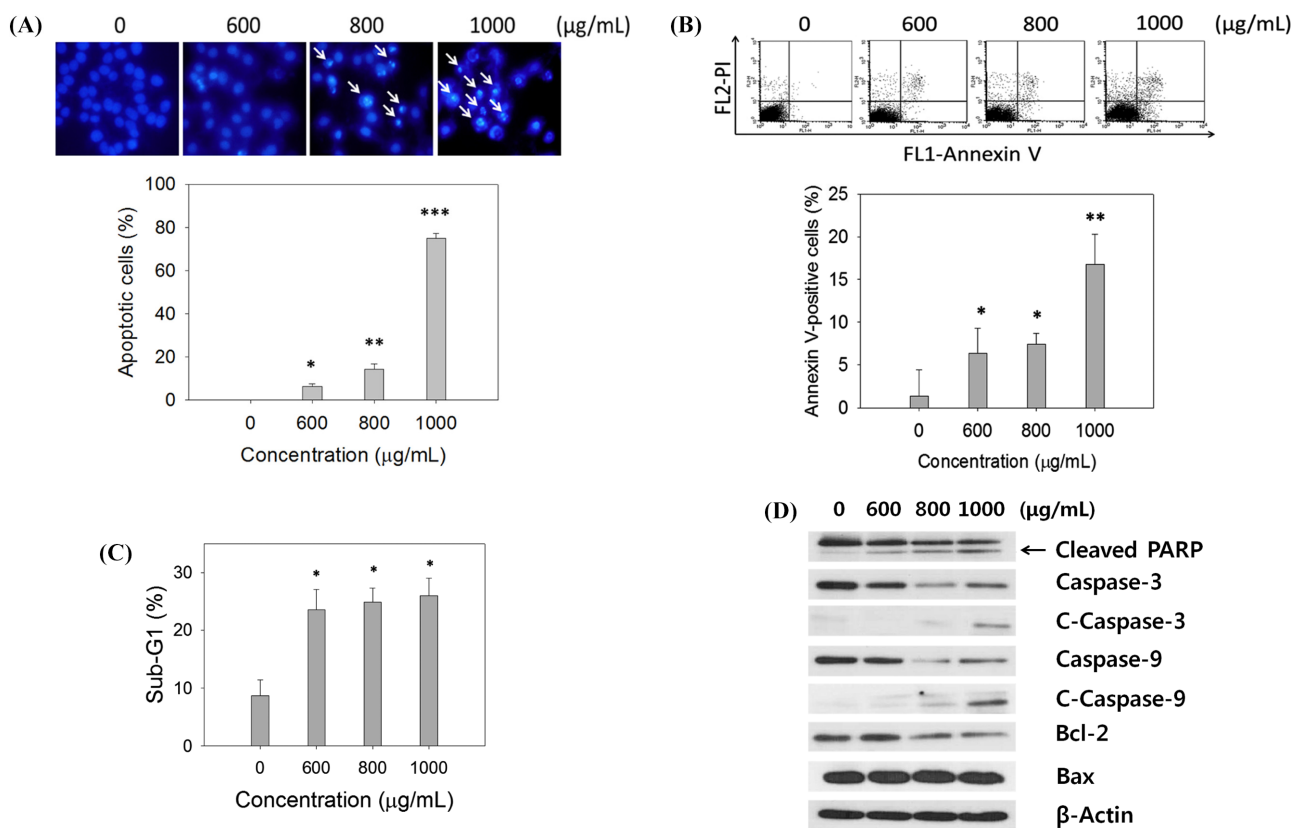 (A)
0 600 800 1000 (μg/mL)
100
80
60
40
20
0
Apoptotic cells (%)
*
**
***
0 600 800 1000
Concentration (μg/mL)
(B)
0 600 800 1000 (μg/mL)
FL2-PI
FL1-H FL1-H FL1-H FL1-H
FL1-Annexin V
25
20
15
10
5
0
Annexin V-positive cells (%)
*
*
**
0 600 800 1000
Concentration (μg/mL)
(C)
30
20
10
0
Sub-G1 (%)
* * *
0 600 800 1000
Concentration (μg/mL)
(D)
0 600 800 1000 (μg/mL)
← Cleaved PARP
Caspase-3
C-Caspase-3
Caspase-9
C-Caspase-9
Bcl-2
Bax
β-Actin